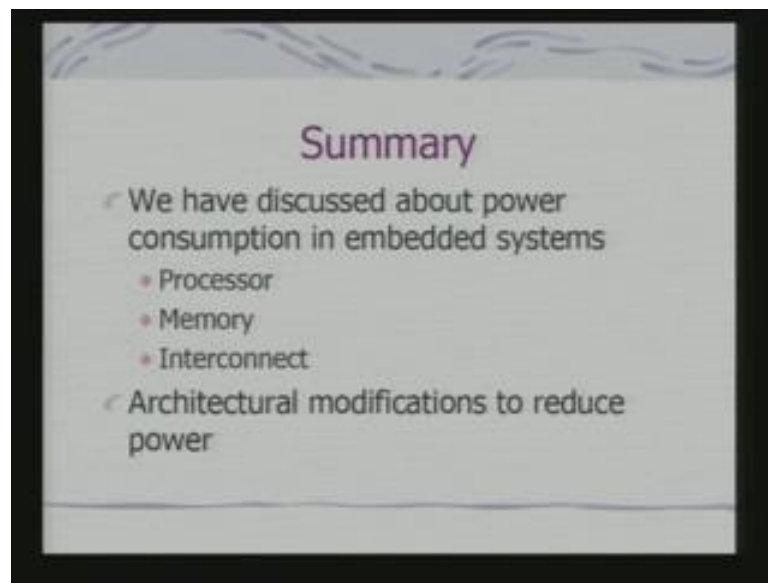 Summary
We have discussed about power
consumption in embedded systems
Processor
Memory
Interconnect
Architectural modifications to reduce
power